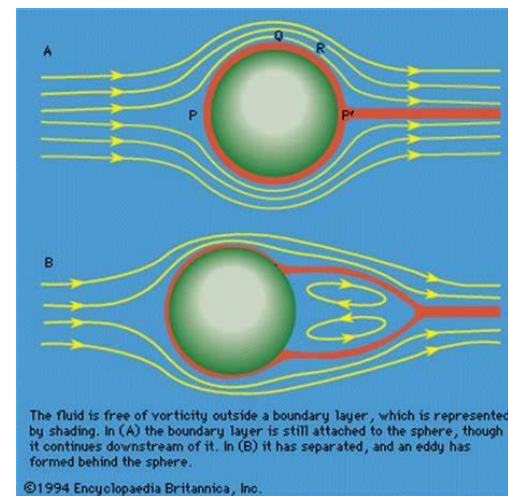 A
Q
R
P
P'
B
The fluid is free of vorticity outside a boundary layer, which is represented
by shading. In (A) the boundary layer is still attached to the sphere, though
it continues downstream of it. In (B) it has separated, and an eddy has
formed behind the sphere.
©1994 Encyclopaedia Britannica, Inc.